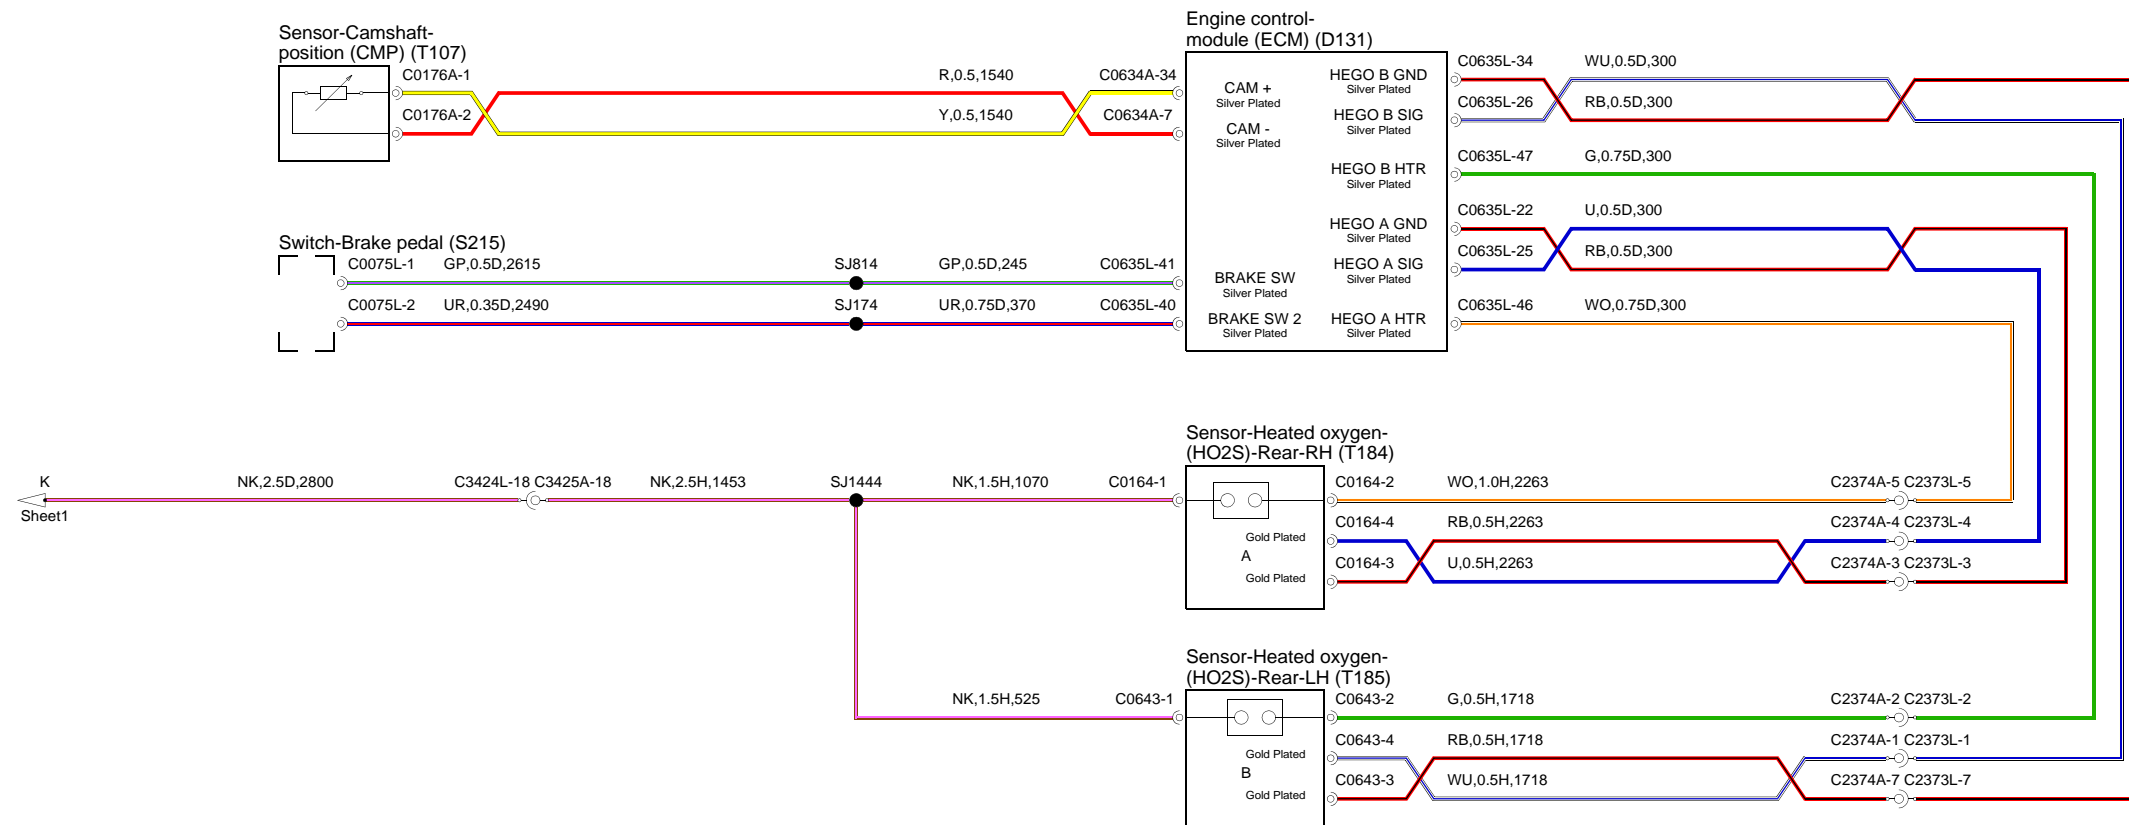 Sensor-Camshaft-
position (CMP) (T107)
C0176A-1
R,0.5,1540
C0634A-34
C0176A-2
Y,0.5,1540
C0634A-7
Engine control-
module (ECM) (D131)
CAM +
Silver Plated
CAM -
Silver Plated
BRAKE SW
Silver Plated
BRAKE SW 2
Silver Plated
HEGO B GND
Silver Plated
HEGO B SIG
Silver Plated
HEGO B HTR
Silver Plated
HEGO A GND
Silver Plated
HEGO A SIG
Silver Plated
HEGO A HTR
Silver Plated
C0635L-34
WU,0.5D,300
C0635L-26
RB,0.5D,300
C0635L-47
G,0.75D,300
C0635L-22
U,0.5D,300
C0635L-25
RB,0.5D,300
C0635L-46
WO,0.75D,300
Switch-Brake pedal (S215)
C0075L-1
GP,0.5D,2615
SJ814
GP,0.5D,245
C0635L-41
C0075L-2
UR,0.35D,2490
SJ174
UR,0.75D,370
C0635L-40
K
Sheet1
NK,2.5D,2800
C3424L-18 C3425A-18
NK,2.5H,1453
SJ1444
NK,1.5H,1070
C0164-1
Sensor-Heated oxygen-
(HO2S)-Rear-RH (T184)
Gold Plated
A
Gold Plated
C0164-2
WO,1.0H,2263
C2374A-5 C2373L-5
C0164-4
RB,0.5H,2263
C2374A-4 C2373L-4
C0164-3
U,0.5H,2263
C2374A-3 C2373L-3
NK,1.5H,525
C0643-1
Sensor-Heated oxygen-
(HO2S)-Rear-LH (T185)
Gold Plated
B
Gold Plated
C0643-2
G,0.5H,1718
C2374A-2 C2373L-2
C0643-4
RB,0.5H,1718
C2374A-1 C2373L-1
C0643-3
WU,0.5H,1718
C2374A-7 C2373L-7